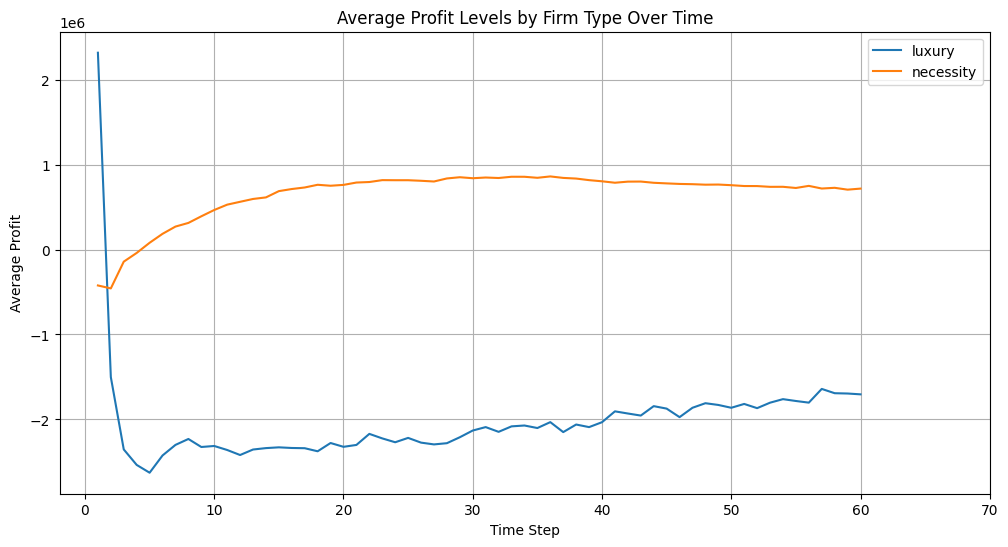 Average Profit Levels by Firm Type Over Time
1e6
luxury
necessity
2
1
0
−1
−2
Average Profit
0 10 20 30 40 50 60 70
Time Step